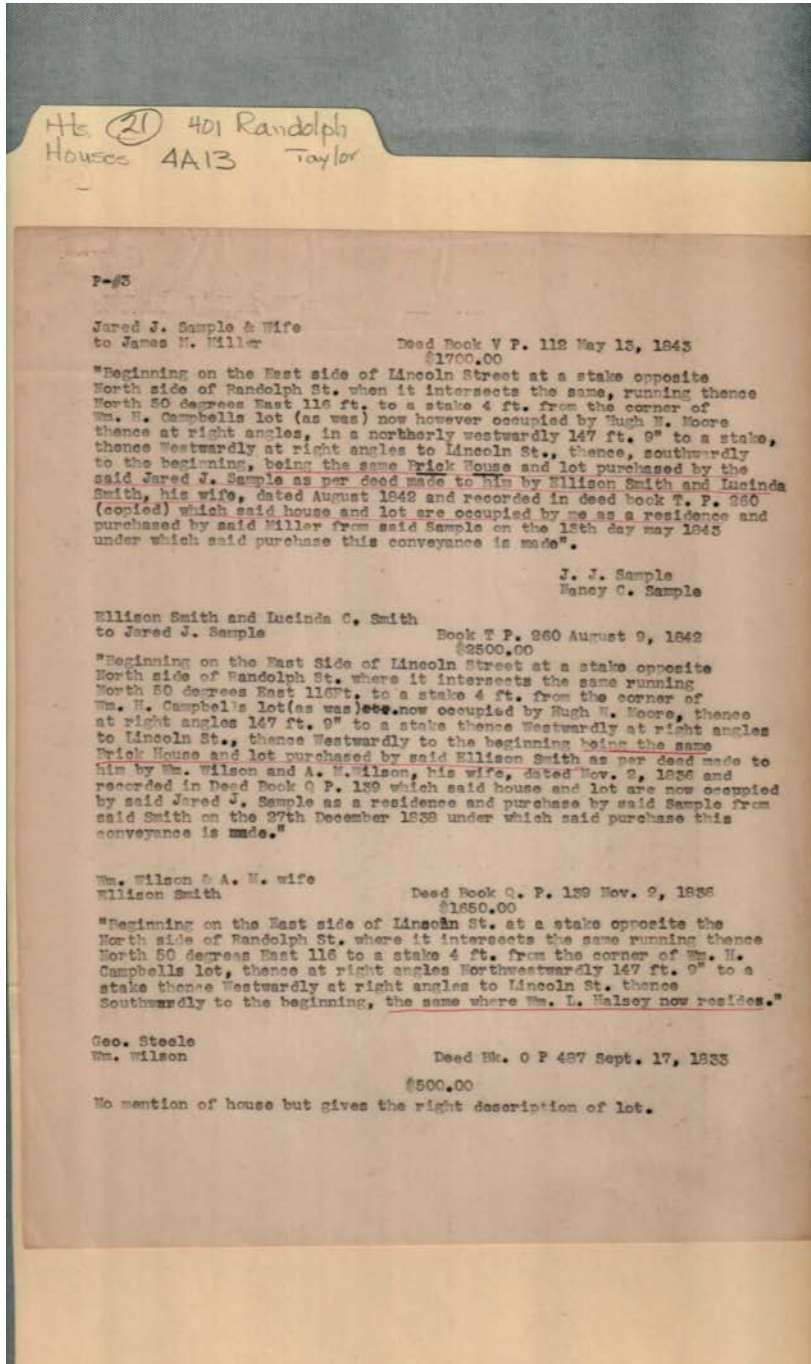 Hts. 21 401 Randolph
Houses 4A13 Taylor
P-#3
Jared J. Sample & Wife
to James M. Miller Deed Book V P. 112 May 13, 1843
$1700.00
"Beginning on the East side of Lincoln Street at a stake opposite
North side of Randolph St. when it intersects the same, running thence
North 50 degrees East 116 ft. to a stake 4 ft. from the corner of
Wm. H. Campbells lot (as was) now however occupied by Hugh N. Moore
thence at right angles, in a northerly westwardly 147 ft. 9" to a stake,
thence Westwardly at right angles to Lincoln St., thence, southwardly
to the beginning, being the same Brick House and lot purchased by the
said Jared J. Sample as per deed made to him by Ellison Smith and Lucinda
Smith, his wife, dated August 1842 and recorded in deed book T. P. 260
(copied) which said house and lot are occupied by me as a residence and
purchased by said Miller from said Sample on the 13th day may 1843
under which said purchase this conveyance is made".
J. J. Sample
Nancy C. Sample
Ellison Smith and Lucinda C. Smith
to Jared J. Sample Book T P. 260 August 9, 1842
$2500.00
"Beginning on the East Side of Lincoln Street at a stake opposite
North side of Randolph St. where it intersects the same running
North 50 degrees East 116Ft. to a stake 4 ft. from the corner of
Wm. H. Campbel's lot(as was)etc.now occupied by Hugh N. Moore, thence
at right angles 147 ft. 9" to a stake thence Westwardly at right angles
to Lincoln St., thence Westwardly to the beginning being the same
Brick House and lot purchased by said Ellison Smith as per deed made to
him by Wm. Wilson and A. M.Wilson, his wife, dated Nov. 2, 1836 and
recorded in Deed Book Q P. 139 which said house and lot are now occupied
by said Jared J. Sample as a residence and purchase by said Sample from
said Smith on the 27th December 1838 under which said purchase this
conveyance is made."
Wm. Wilson & A. M. wife
Ellison Smith Deed Book Q. P. 139 Nov. 2, 1836
$1650.00
"Beginning on the East side of Lincoln St. at a stake opposite the
North side of Randolph St. where it intersects the same running thence
North 50 degrees East 116 to a stake 4 ft. from the corner of Wm. H.
Campbells lot, thence at right angles Northwestwardly 147 ft. 9" to a
stake thence Westwardly at right angles to Lincoln St. thence
Southwardly to the beginning, the same where Wm. L. Halsey now resides."
Geo. Steele
Wm. Wilson Deed Bk. O P 487 Sept. 17, 1833
$500.00
No mention of house but gives the right description of lot.